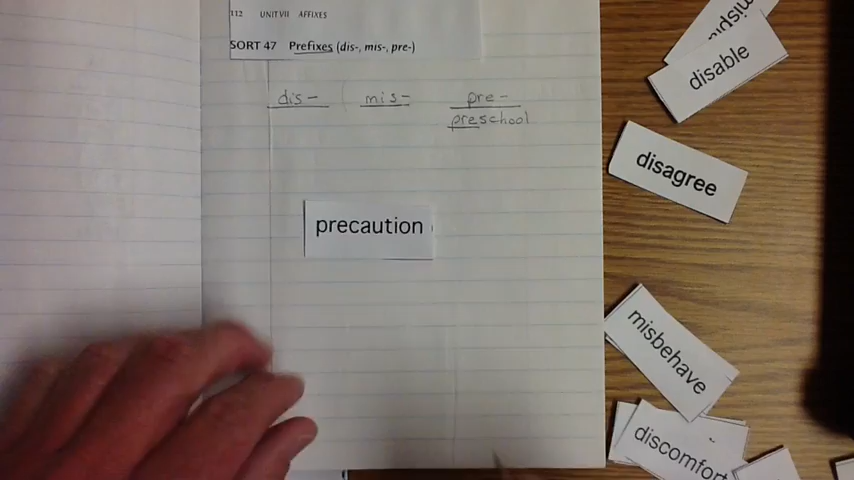 112 UNIT VII AFFIXES
SORT 47 Prefixes (dis-, mis-, pre-)
dis- mis- pre-
preschool
precaution
disable
disagree
misbehave
discomfort